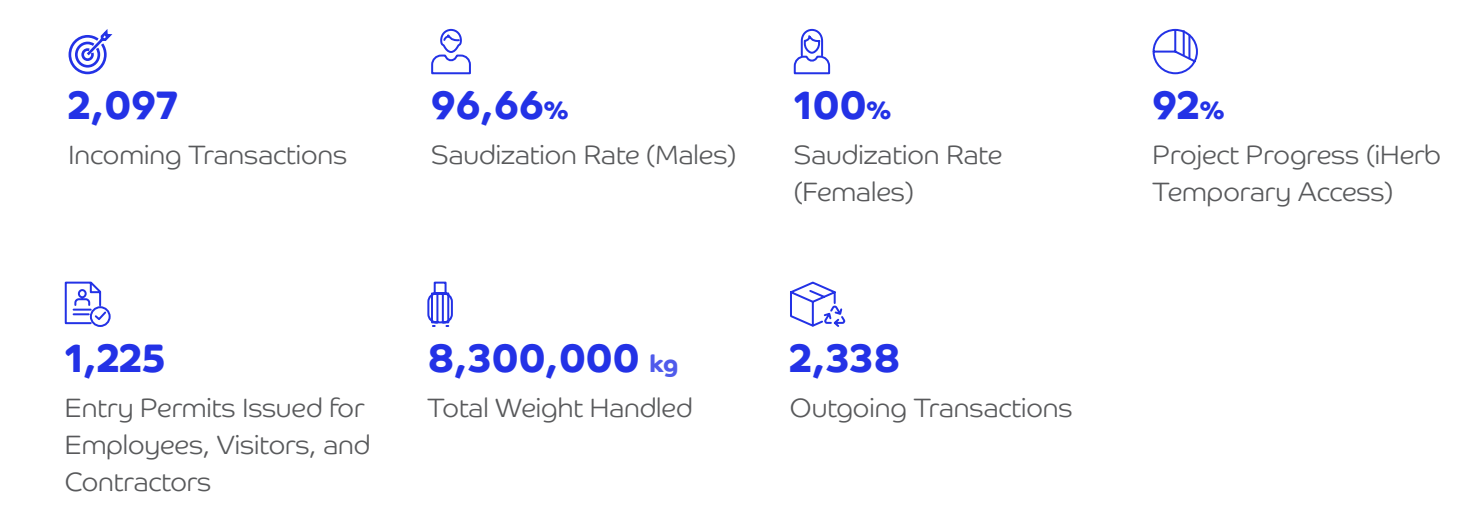 2,097
Incoming Transactions
96,66%
Saudization Rate (Males)
100%
Saudization Rate
(Females)
92%
Project Progress (iHerb
Temporary Access)
1,225
Entry Permits Issued for
Employees, Visitors, and
Contractors
8,300,000 kg
Total Weight Handled
2,338
Outgoing Transactions